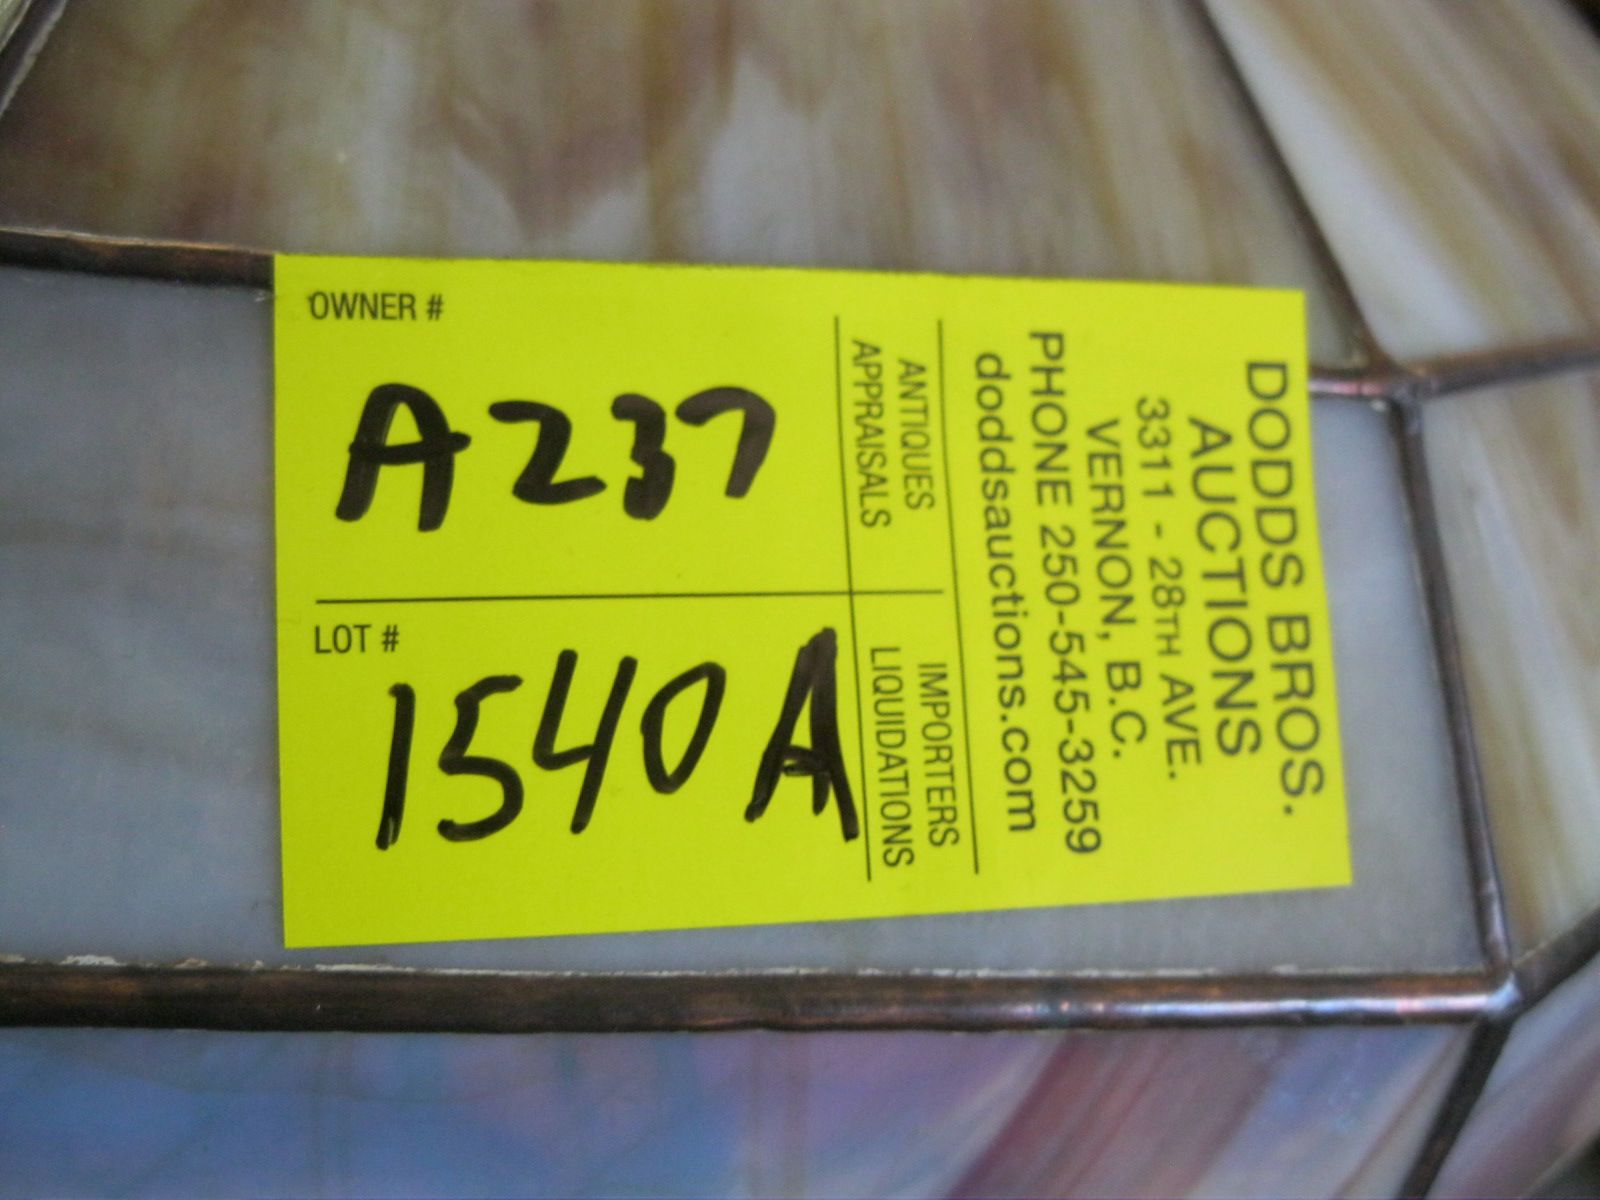 OWNER #
A237
LOT #
1540A
DODDS BROS.
AUCTIONS
3311 - 28TH AVE.
VERNON, B.C.
PHONE 250-545-3259
doddsauctions.com
ANTIQUES
APPRAISALS
IMPORTERS
LIQUIDATIONS